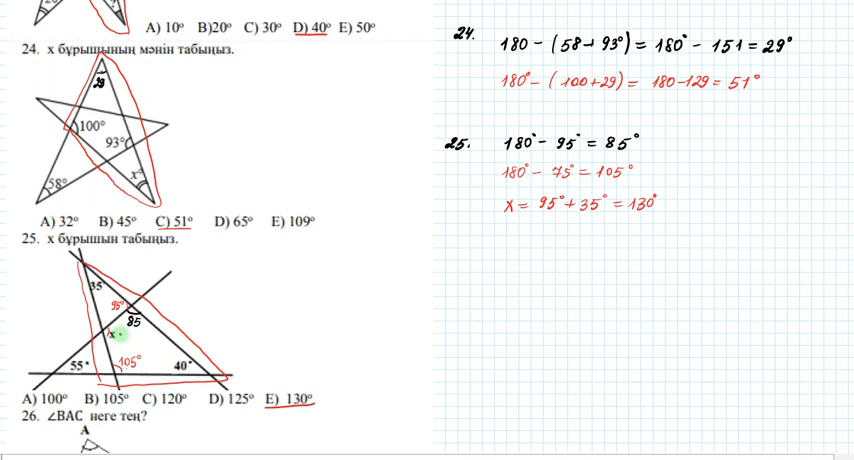 A) 10° B)20° C) 30° D) 40° E) 50°
24. х бұрышының мәнін табыңыз.
29
100°
93°
x°
58°
A) 32° B) 45° C) 51° D) 65° E) 109°
25. х бұрышын табыңыз.
35
95°
85
x
55° 105° 40°
A) 100° B) 105° C) 120° D) 125° E) 130°
26. ∠BAC неге тең?
A
24. 180 - (58 + 93°) = 180° - 151 = 29°
180° - (100+29) = 180-129 = 51°
25. 180° - 95° = 85°
180° - 75° = 105°
x = 95° + 35° = 130°